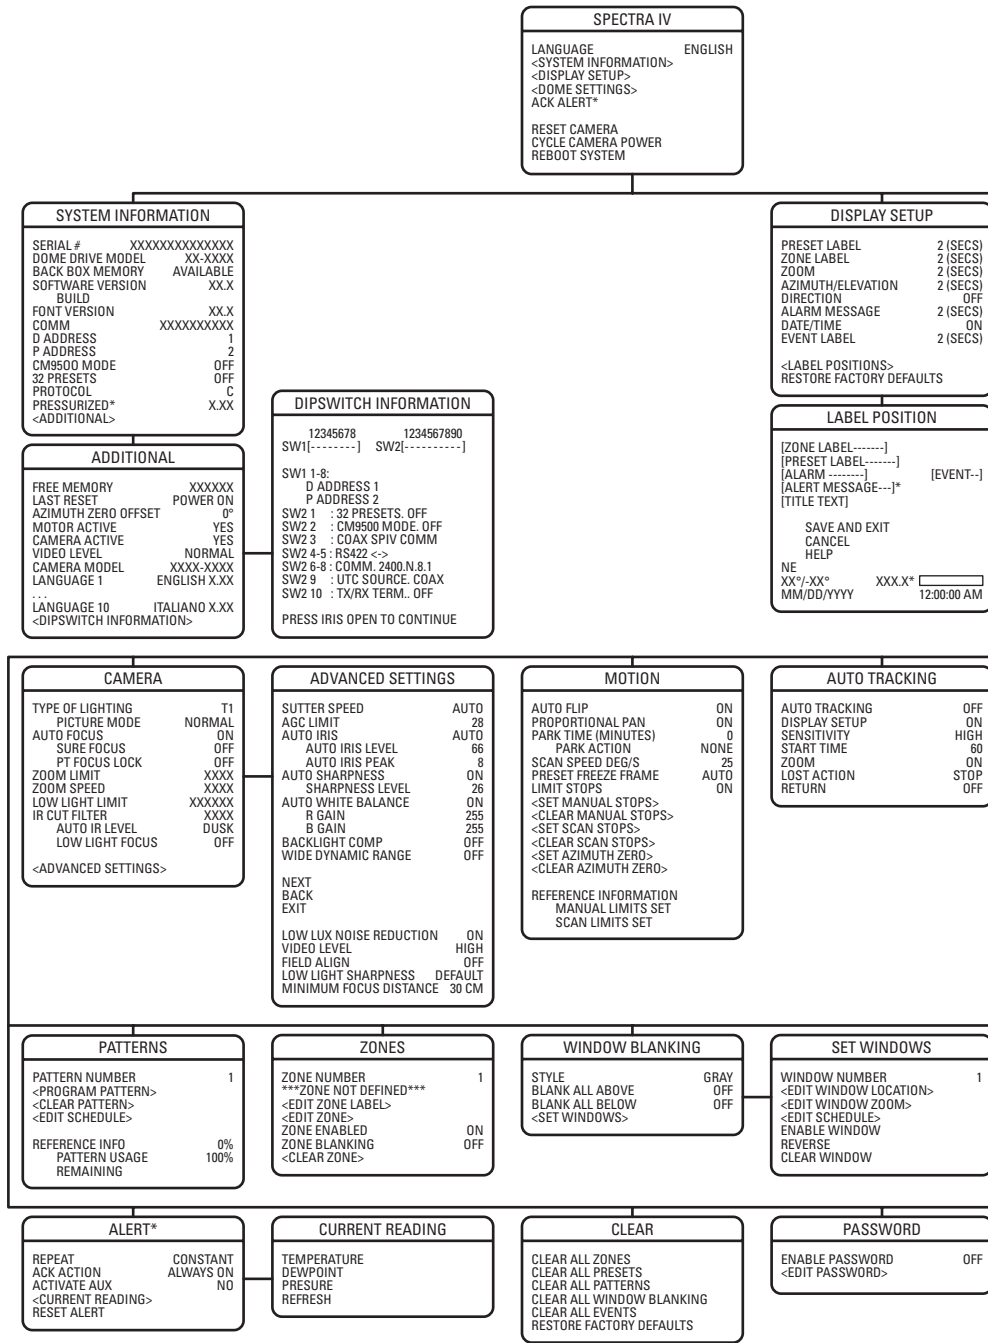 SPECTRA IV
LANGUAGE ENGLISH
<SYSTEM INFORMATION>
<DISPLAY SETUP>
<DOME SETTINGS>
ACK ALERT*
RESET CAMERA
CYCLE CAMERA POWER
REBOOT SYSTEM
SYSTEM INFORMATION
SERIAL # XXXXXXXXXXXXXX
DOME DRIVE MODEL XX-XXXX
BACK BOX MEMORY AVAILABLE
SOFTWARE VERSION XX.X
BUILD
FONT VERSION XX.X
COMM XXXXXXXXXX
D ADDRESS 1
P ADDRESS 2
CM9500 MODE OFF
32 PRESETS OFF
PROTOCOL C
PRESSURIZED* X.XX
<ADDITIONAL>
DISPLAY SETUP
PRESET LABEL 2 (SECS)
ZONE LABEL 2 (SECS)
ZOOM 2 (SECS)
AZIMUTH/ELEVATION 2 (SECS)
DIRECTION OFF
ALARM MESSAGE 2 (SECS)
DATE/TIME ON
EVENT LABEL 2 (SECS)
<LABEL POSITIONS>
RESTORE FACTORY DEFAULTS
ADDITIONAL
FREE MEMORY XXXXXX
LAST RESET POWER ON
AZIMUTH ZERO OFFSET 0°
MOTOR ACTIVE YES
CAMERA ACTIVE YES
VIDEO LEVEL NORMAL
CAMERA MODEL XXXX-XXXX
LANGUAGE 1 ENGLISH X.XX
. . .
LANGUAGE 10 ITALIANO X.XX
<DIPSWITCH INFORMATION>
DIPSWITCH INFORMATION
12345678 1234567890
SW1[--------] SW2[----------]
SW1 1-8:
D ADDRESS 1
P ADDRESS 2
SW2 1 : 32 PRESETS. OFF
SW2 2 : CM9500 MODE. OFF
SW2 3 : COAX SPIV COMM
SW2 4-5 : RS422 <->
SW2 6-8 : COMM. 2400.N.8.1
SW2 9 : UTC SOURCE. COAX
SW2 10 : TX/RX TERM.. OFF
PRESS IRIS OPEN TO CONTINUE
LABEL POSITION
[ZONE LABEL-------]
[PRESET LABEL-------]
[ALARM --------] [EVENT--]
[ALERT MESSAGE---]*
[TITLE TEXT]
SAVE AND EXIT
CANCEL
HELP
NE
XX°/-XX° XXX.X*
MM/DD/YYYY 12:00:00 AM
CAMERA
TYPE OF LIGHTING T1
PICTURE MODE NORMAL
AUTO FOCUS ON
SURE FOCUS OFF
PT FOCUS LOCK OFF
ZOOM LIMIT XXXX
ZOOM SPEED XXXX
LOW LIGHT LIMIT XXXXXX
IR CUT FILTER XXXX
AUTO IR LEVEL DUSK
LOW LIGHT FOCUS OFF
<ADVANCED SETTINGS>
ADVANCED SETTINGS
SUTTER SPEED AUTO
AGC LIMIT 28
AUTO IRIS AUTO
AUTO IRIS LEVEL 66
AUTO IRIS PEAK 8
AUTO SHARPNESS ON
SHARPNESS LEVEL 26
AUTO WHITE BALANCE ON
R GAIN 255
B GAIN 255
BACKLIGHT COMP OFF
WIDE DYNAMIC RANGE OFF
NEXT
BACK
EXIT
LOW LUX NOISE REDUCTION ON
VIDEO LEVEL HIGH
FIELD ALIGN OFF
LOW LIGHT SHARPNESS DEFAULT
MINIMUM FOCUS DISTANCE 30 CM
MOTION
AUTO FLIP ON
PROPORTIONAL PAN ON
PARK TIME (MINUTES) 0
PARK ACTION NONE
SCAN SPEED DEG/S 25
PRESET FREEZE FRAME AUTO
LIMIT STOPS ON
<SET MANUAL STOPS>
<CLEAR MANUAL STOPS>
<SET SCAN STOPS>
<CLEAR SCAN STOPS>
<SET AZIMUTH ZERO>
<CLEAR AZIMUTH ZERO>
REFERENCE INFORMATION
MANUAL LIMITS SET
SCAN LIMITS SET
AUTO TRACKING
AUTO TRACKING OFF
DISPLAY SETUP ON
SENSITIVITY HIGH
START TIME 60
ZOOM ON
LOST ACTION STOP
RETURN OFF
PATTERNS
PATTERN NUMBER 1
<PROGRAM PATTERN>
<CLEAR PATTERN>
<EDIT SCHEDULE>
REFERENCE INFO 0%
PATTERN USAGE 100%
REMAINING
ZONES
ZONE NUMBER 1
***ZONE NOT DEFINED***
<EDIT ZONE LABEL>
<EDIT ZONE>
ZONE ENABLED ON
ZONE BLANKING OFF
<CLEAR ZONE>
WINDOW BLANKING
STYLE GRAY
BLANK ALL ABOVE OFF
BLANK ALL BELOW OFF
<SET WINDOWS>
SET WINDOWS
WINDOW NUMBER 1
<EDIT WINDOW LOCATION>
<EDIT WINDOW ZOOM>
<EDIT SCHEDULE>
ENABLE WINDOW
REVERSE
CLEAR WINDOW
ALERT*
REPEAT CONSTANT
ACK ACTION ALWAYS ON
ACTIVATE AUX NO
<CURRENT READING>
RESET ALERT
CURRENT READING
TEMPERATURE
DEWPOINT
PRESURE
REFRESH
CLEAR
CLEAR ALL ZONES
CLEAR ALL PRESETS
CLEAR ALL PATTERNS
CLEAR ALL WINDOW BLANKING
CLEAR ALL EVENTS
RESTORE FACTORY DEFAULTS
PASSWORD
ENABLE PASSWORD OFF
<EDIT PASSWORD>